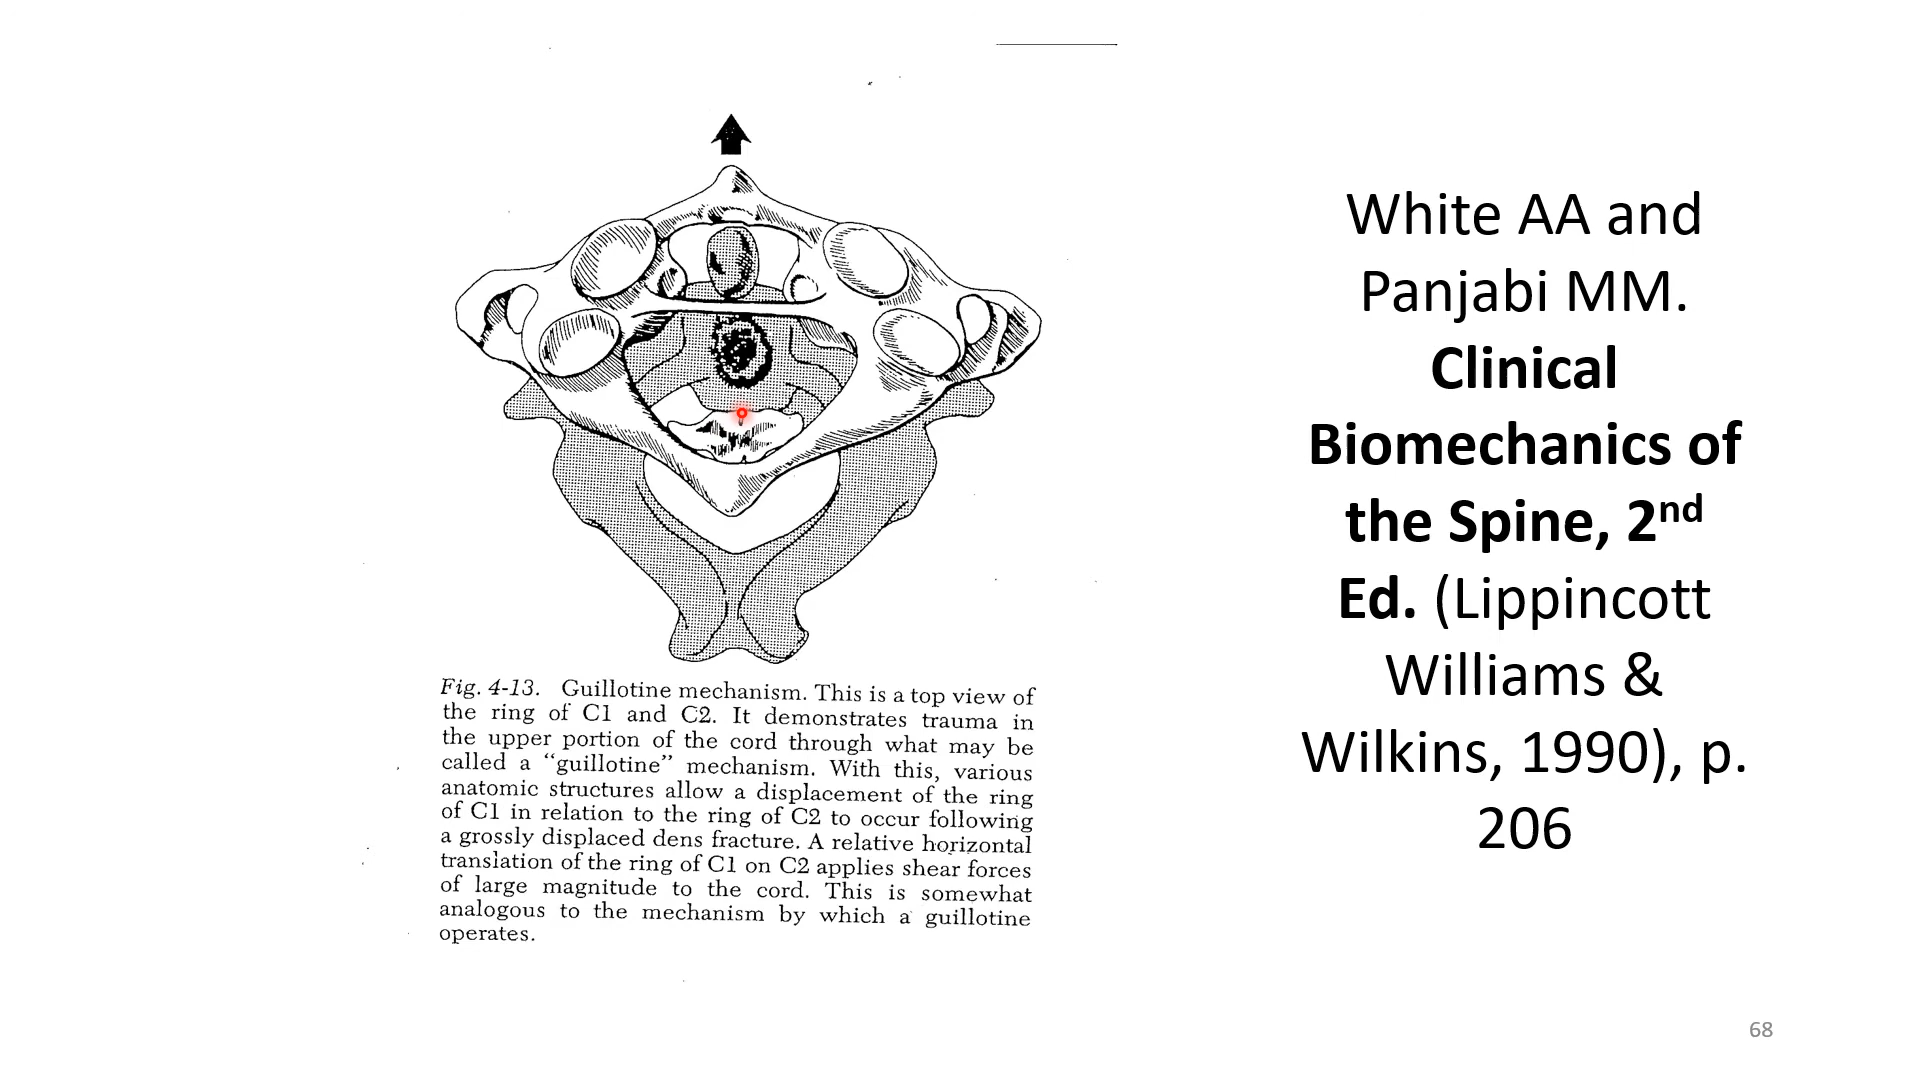 Fig. 4-13. Guillotine mechanism. This is a top view of
the ring of C1 and C2. It demonstrates trauma in
the upper portion of the cord through what may be
called a “guillotine” mechanism. With this, various
anatomic structures allow a displacement of the ring
of C1 in relation to the ring of C2 to occur following
a grossly displaced dens fracture. A relative horizontal
translation of the ring of C1 on C2 applies shear forces
of large magnitude to the cord. This is somewhat
analogous to the mechanism by which a guillotine
operates.
White AA and
Panjabi MM.
Clinical
Biomechanics of
the Spine, 2nd
Ed. (Lippincott
Williams &
Wilkins, 1990), p.
206
68